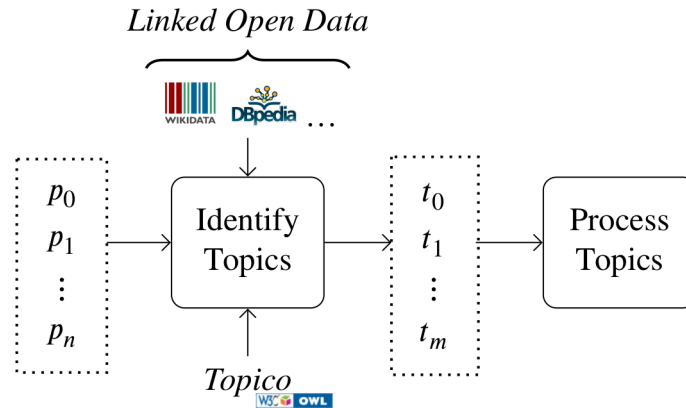 Linked Open Data
WIKIDATA DBpedia ...
p₀
p₁
⋮
pₙ
Identify
Topics
t₀
t₁
⋮
tₘ
Process
Topics
Topico
W3C OWL